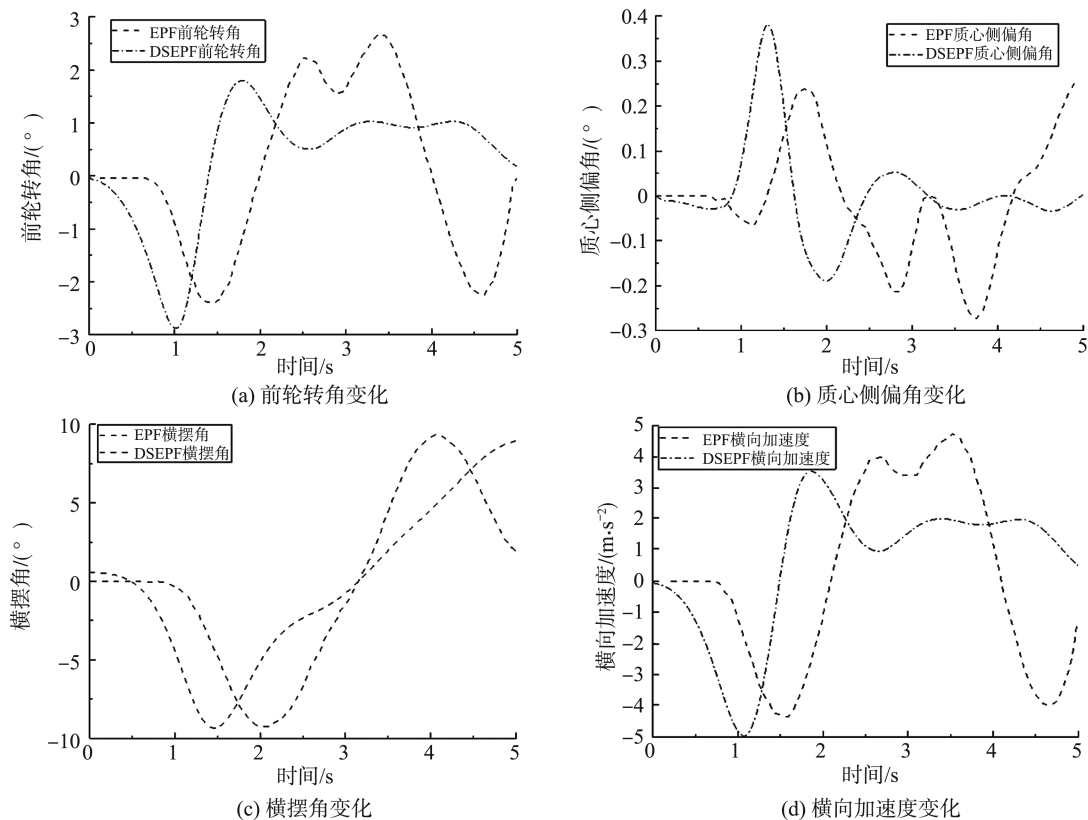 3
2
1
0
−1
−2
−3
EPF前轮转角
DSEPF前轮转角
前轮转角/(°)
0 1 2 3 4 5
时间/s
(a) 前轮转角变化
0.4
0.3
0.2
0.1
0
−0.1
−0.2
−0.3
EPF质心侧偏角
DSEPF质心侧偏角
质心侧偏角/(°)
0 1 2 3 4 5
时间/s
(b) 质心侧偏角变化
10
5
0
−5
−10
EPF横摆角
DSEPF横摆角
横摆角/(°)
0 1 2 3 4 5
时间/s
(c) 横摆角变化
5
4
3
2
1
0
−1
−2
−3
−4
−5
EPF横向加速度
DSEPF横向加速度
横向加速度/(m·s⁻²)
0 1 2 3 4 5
时间/s
(d) 横向加速度变化